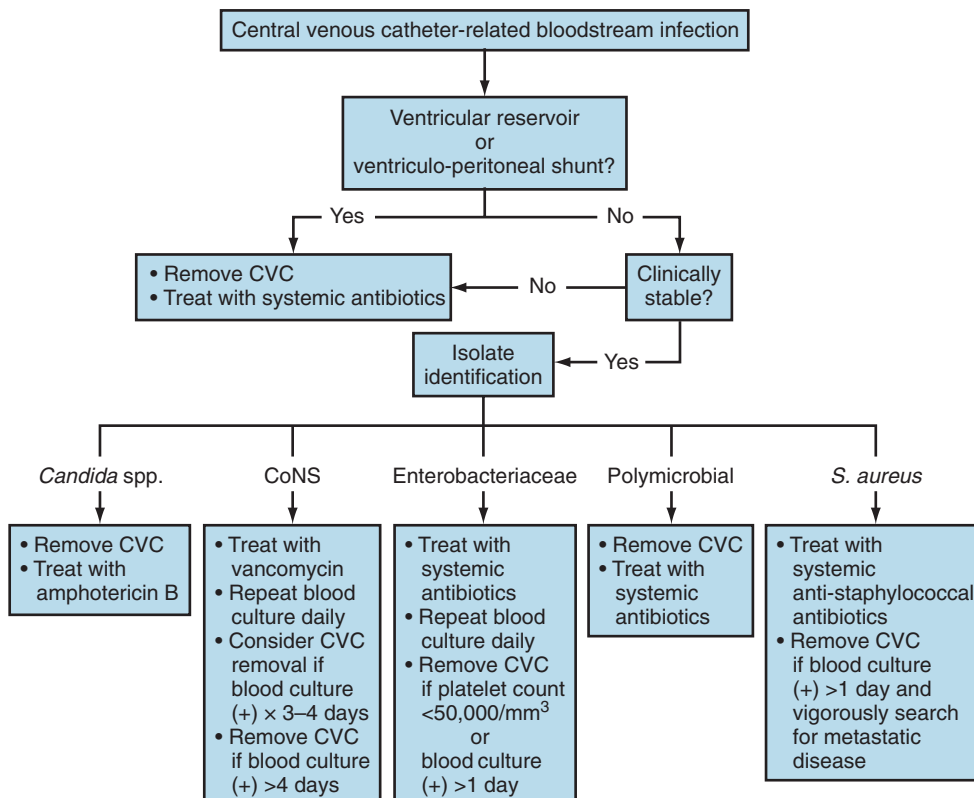 Central venous catheter-related bloodstream infection
Ventricular reservoir
or
ventriculo-peritoneal shunt?
Yes
No
• Remove CVC
• Treat with systemic antibiotics
No
Clinically
stable?
Isolate
identification
Yes
Candida spp.
CoNS
Enterobacteriaceae
Polymicrobial
S. aureus
• Remove CVC
• Treat with
amphotericin B
• Treat with
vancomycin
• Repeat blood
culture daily
• Consider CVC
removal if
blood culture
(+) × 3–4 days
• Remove CVC
if blood culture
(+) >4 days
• Treat with
systemic
antibiotics
• Repeat blood
culture daily
• Remove CVC
if platelet count
<50,000/mm³
or
blood culture
(+) >1 day
• Remove CVC
• Treat with
systemic
antibiotics
• Treat with
systemic
anti-staphylococcal
antibiotics
• Remove CVC
if blood culture
(+) >1 day and
vigorously search
for metastatic
disease